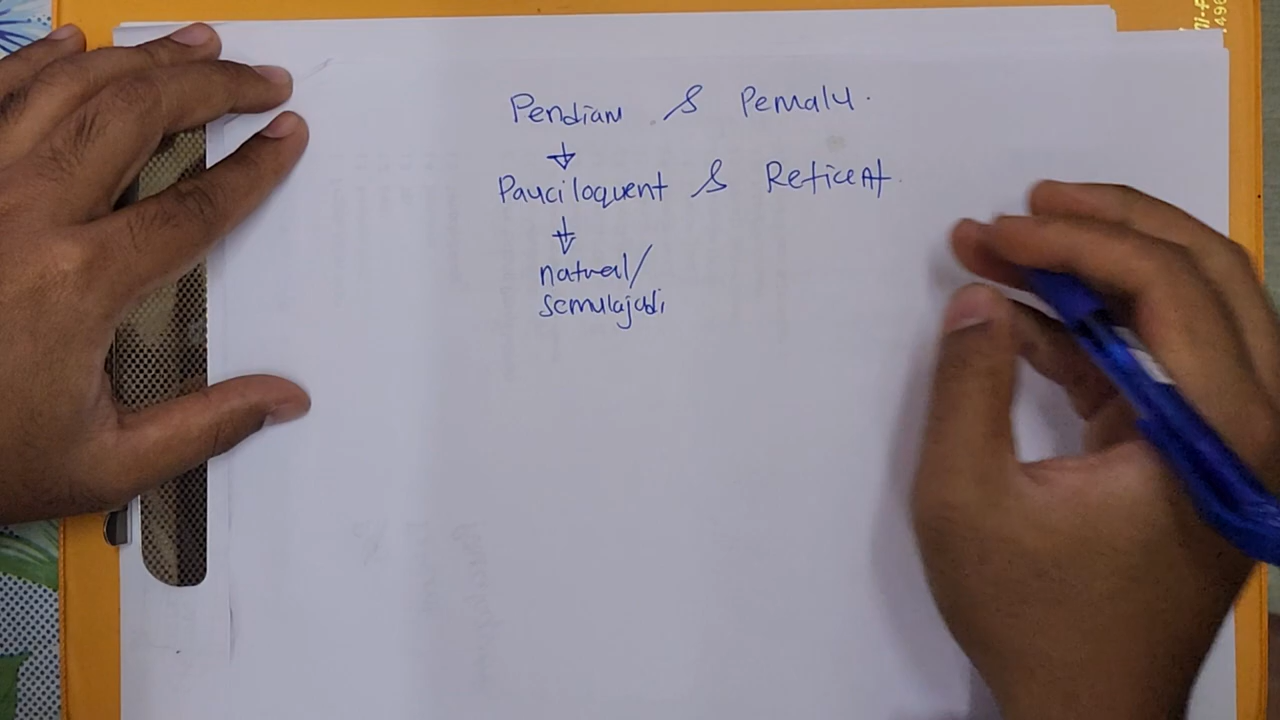 Pendiam & Pemalu.
↓
Pauciloquent & Reticent.
↓
natural/
semulajadi